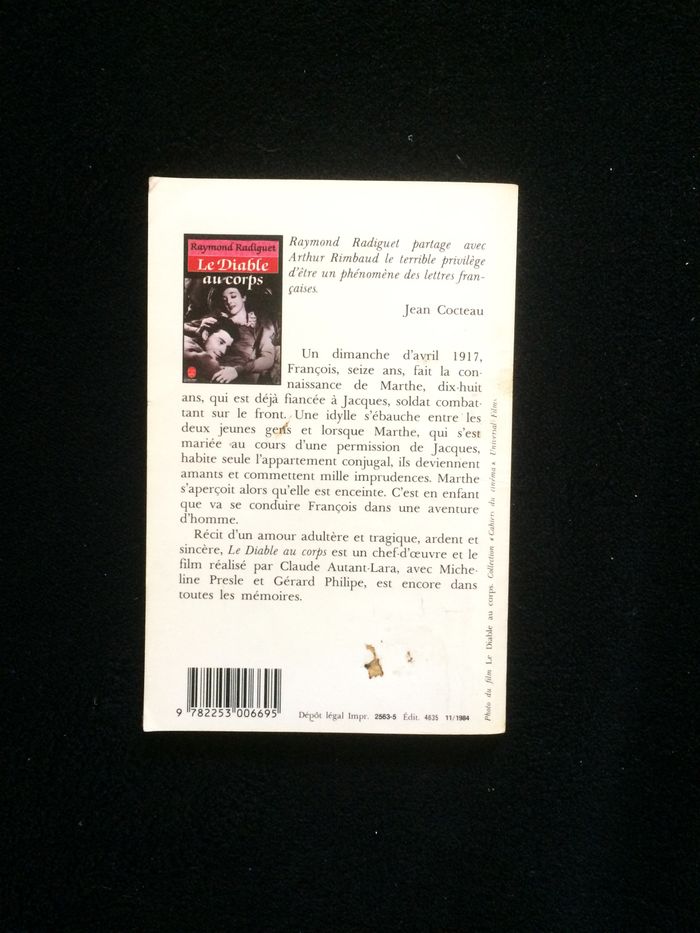 Raymond Radiguet
Le Diable
au corps
Raymond Radiguet partage avec
Arthur Rimbaud le terrible privilège
d'être un phénomène des lettres fran-
çaises.
Jean Cocteau
Un dimanche d'avril 1917,
François, seize ans, fait la con-
naissance de Marthe, dix-huit
ans, qui est déjà fiancée à Jacques, soldat combat-
tant sur le front. Une idylle s'ébauche entre les
deux jeunes gens et lorsque Marthe, qui s'est
mariée au cours d'une permission de Jacques,
habite seule l'appartement conjugal, ils deviennent
amants et commettent mille imprudences. Marthe
s'aperçoit alors qu'elle est enceinte. C'est en enfant
que va se conduire François dans une aventure
d'homme.
Récit d'un amour adultère et tragique, ardent et
sincère, Le Diable au corps est un chef-d'œuvre et le
film réalisé par Claude Autant-Lara, avec Miche-
line Presle et Gérard Philipe, est encore dans
toutes les mémoires.
Photo du film Le Diable au corps. Collection «Cahiers du cinéma». Universal Film.
9 782253 006695
Dépôt légal Impr. 2563-5 Édit. 4635 11/1984